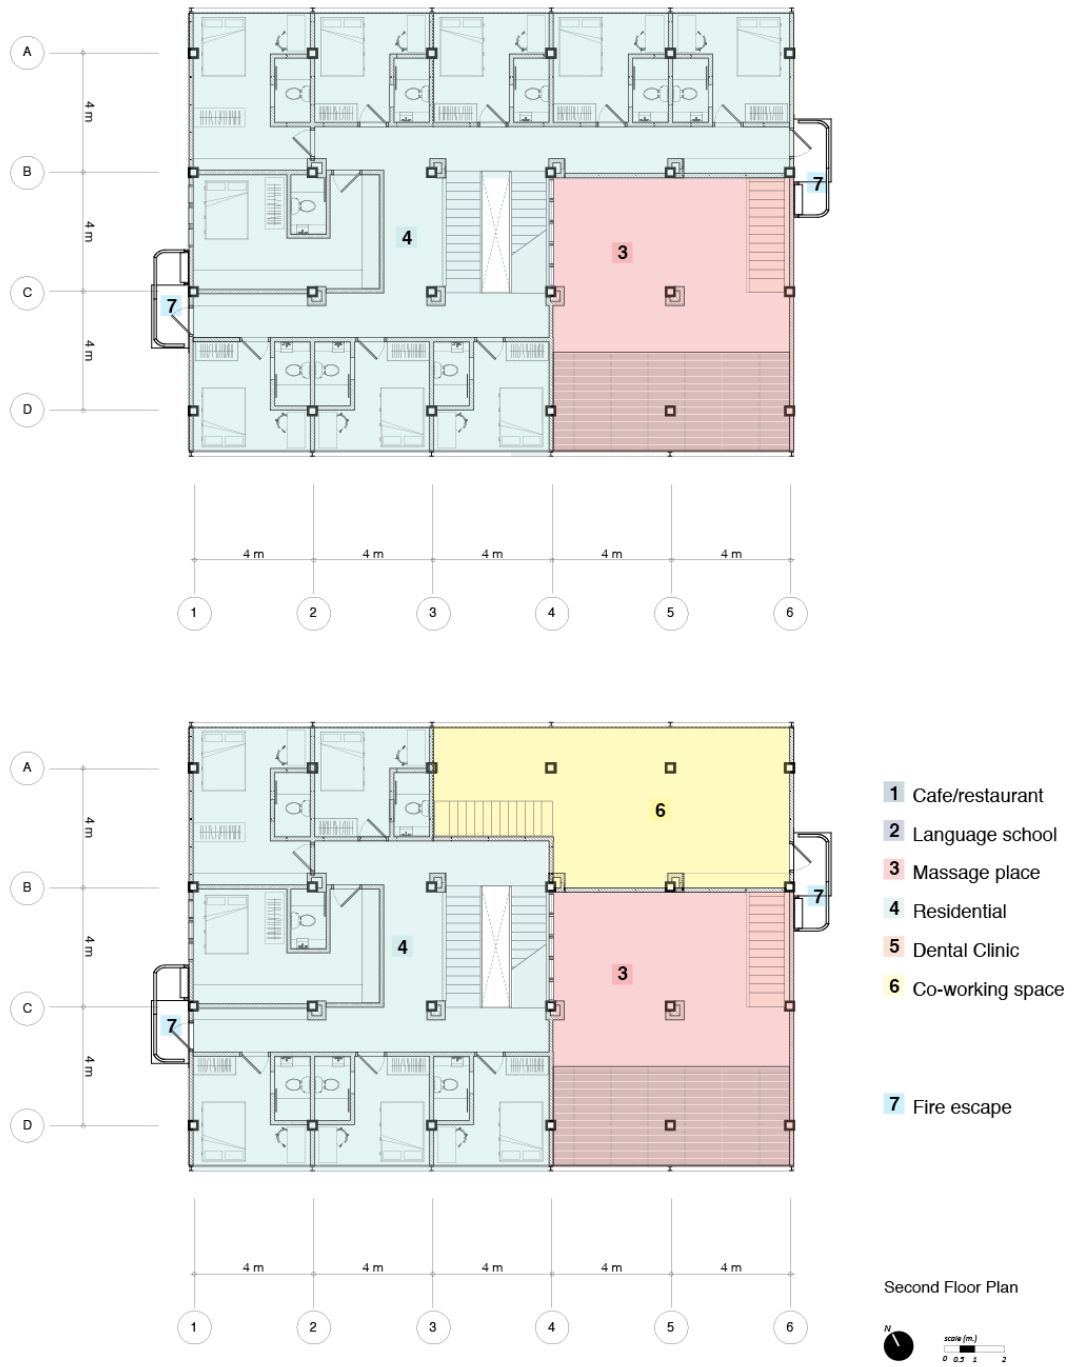 A
4 m
B
4 m
C
4 m
D
4
3
7
7
4 m 4 m 4 m 4 m 4 m
1 2 3 4 5 6
A
4 m
B
4 m
C
4 m
D
6
4
3
7
7
4 m 4 m 4 m 4 m 4 m
1 2 3 4 5 6
1 Cafe/restaurant
2 Language school
3 Massage place
4 Residential
5 Dental Clinic
6 Co-working space
7 Fire escape
Second Floor Plan
N
scale (m.)
0 0.5 1 2